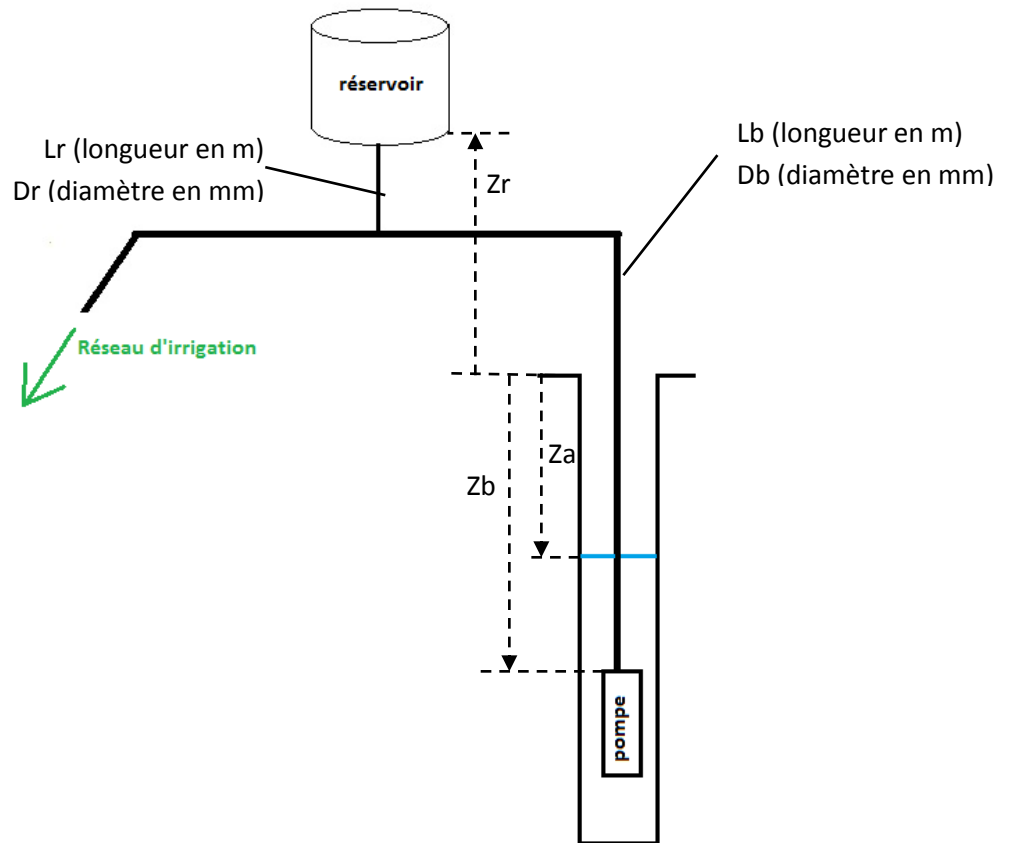 réservoir
Lr (longueur en m)
Dr (diamètre en mm)
Zr
Lb (longueur en m)
Db (diamètre en mm)
Réseau d'irrigation
Za
Zb
pompe